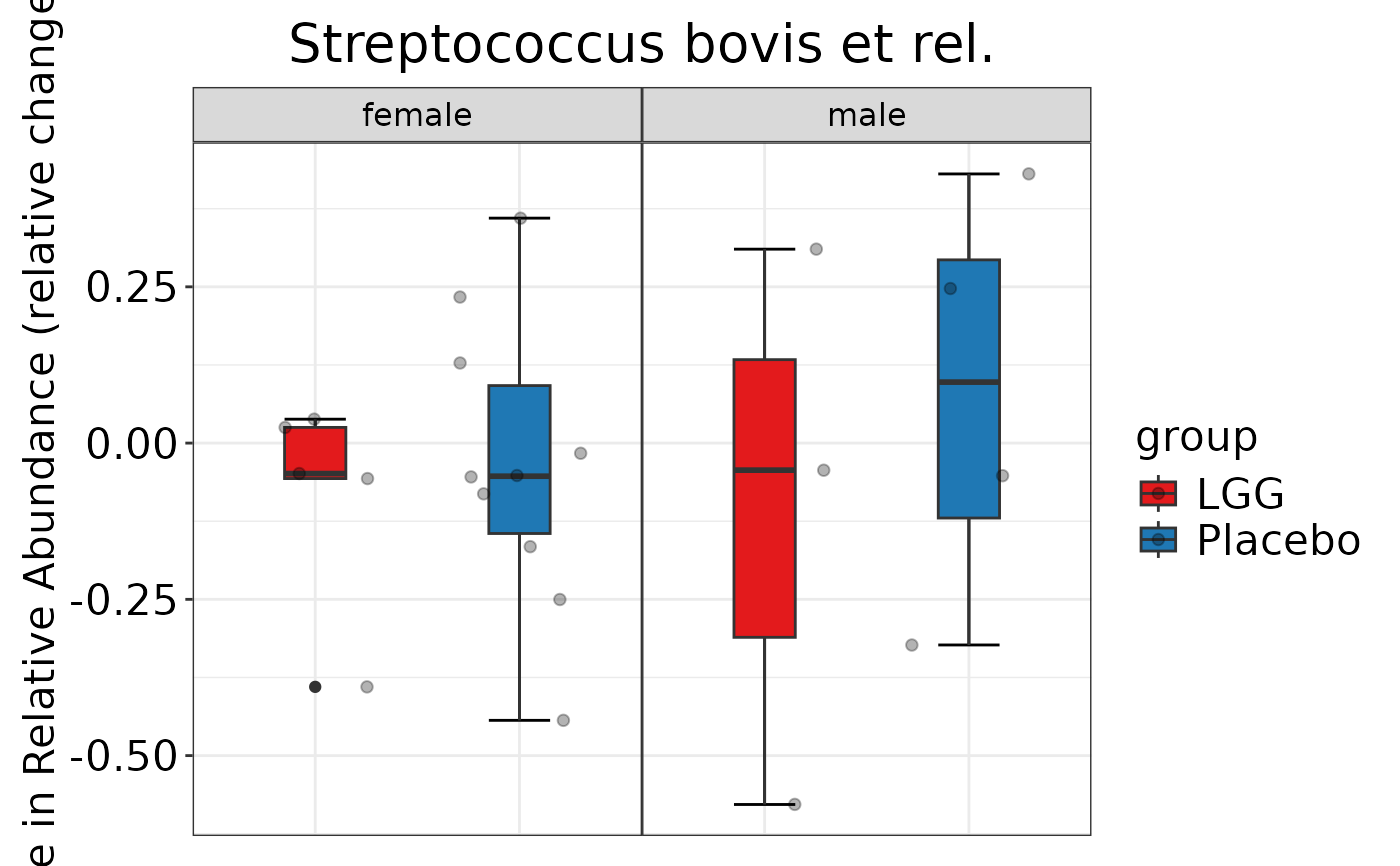 Streptococcus bovis et rel.
female
male
e in Relative Abundance (relative change
0.25
0.00
-0.25
-0.50
group
LGG
Placebo